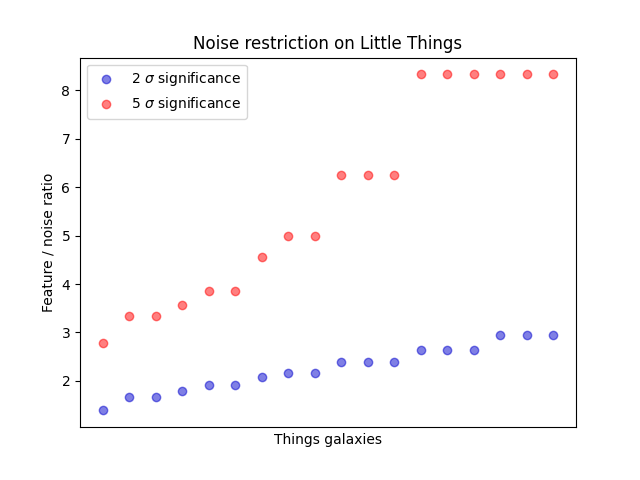 Noise restriction on Little Things
2 σ significance
5 σ significance
8
7
6
5
4
3
2
Feature / noise ratio
Things galaxies